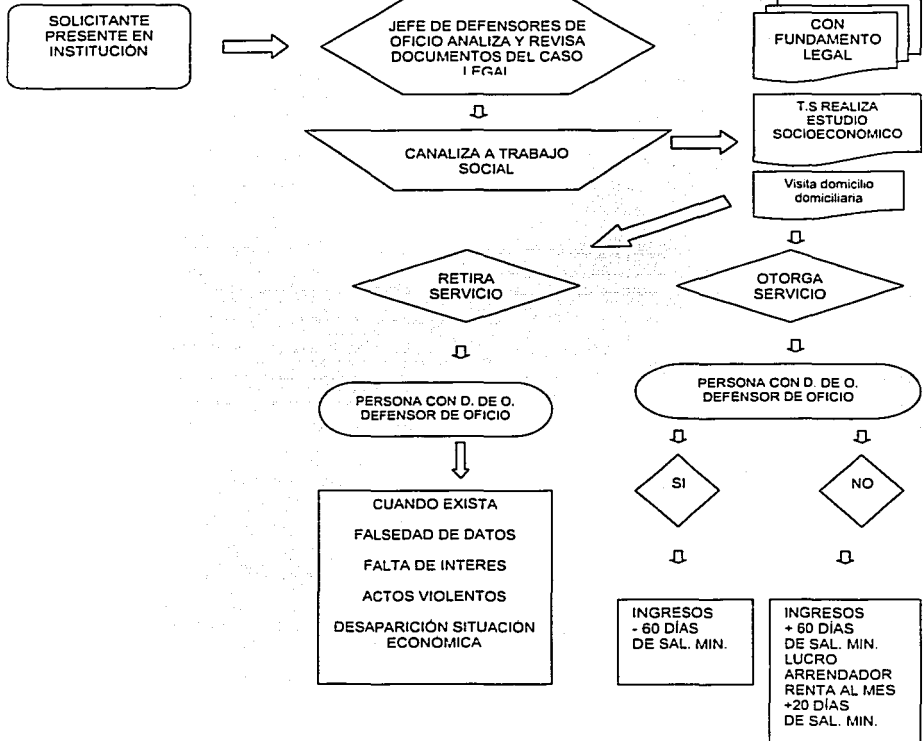 SOLICITANTE
PRESENTE EN
INSTITUCIÓN
JEFE DE DEFENSORES DE
OFICIO ANALIZA Y REVISA
DOCUMENTOS DEL CASO
LEGAL
CON
FUNDAMENTO
LEGAL
CANALIZA A TRABAJO
SOCIAL
T.S REALIZA
ESTUDIO
SOCIOECONOMICO
Visita domicilio
domiciliaria
RETIRA
SERVICIO
OTORGA
SERVICIO
PERSONA CON D. DE O.
DEFENSOR DE OFICIO
PERSONA CON D. DE O.
DEFENSOR DE OFICIO
CUANDO EXISTA
FALSEDAD DE DATOS
FALTA DE INTERES
ACTOS VIOLENTOS
DESAPARICIÓN SITUACIÓN
ECONÓMICA
SI
NO
INGRESOS
- 60 DÍAS
DE SAL. MIN.
INGRESOS
+ 60 DÍAS
DE SAL. MIN.
LUCRO
ARRENDADOR
RENTA AL MES
+20 DÍAS
DE SAL. MIN.